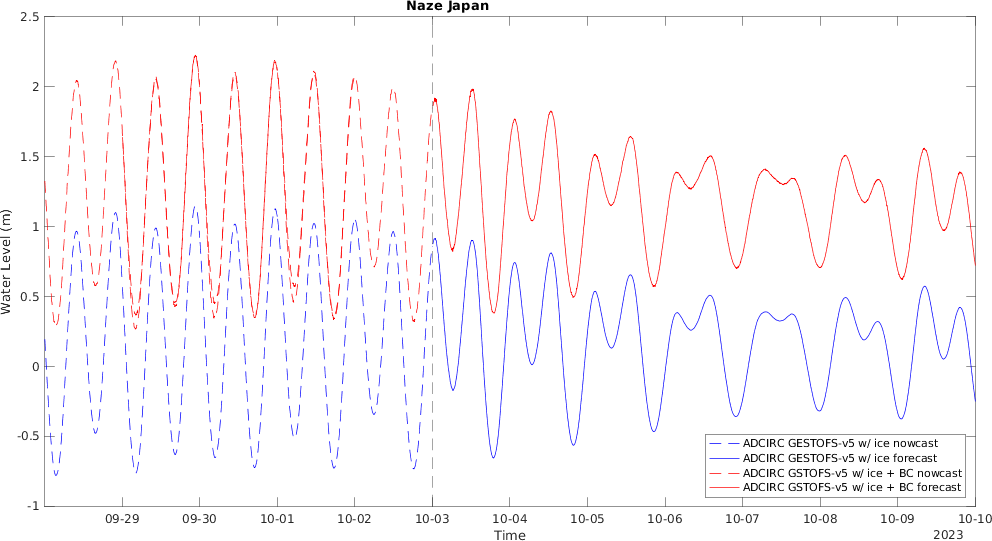 Naze Japan
Water Level (m)
2.5
2
1.5
1
0.5
0
-0.5
-1
09-29 09-30 10-01 10-02 10-03 10-04 10-05 10-06 10-07 10-08 10-09 10-10
Time
2023
ADCIRC GESTOFS-v5 w/ ice nowcast
ADCIRC GESTOFS-v5 w/ ice forecast
ADCIRC GSTOFS-v5 w/ ice + BC nowcast
ADCIRC GSTOFS-v5 w/ ice + BC forecast